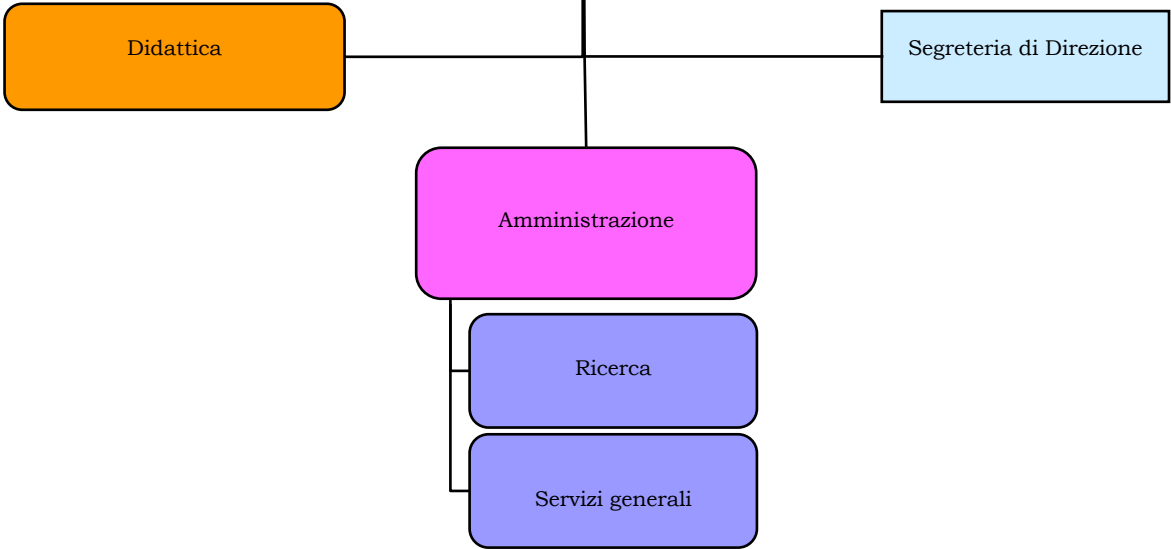 Didattica
Segreteria di Direzione
Amministrazione
Ricerca
Servizi generali